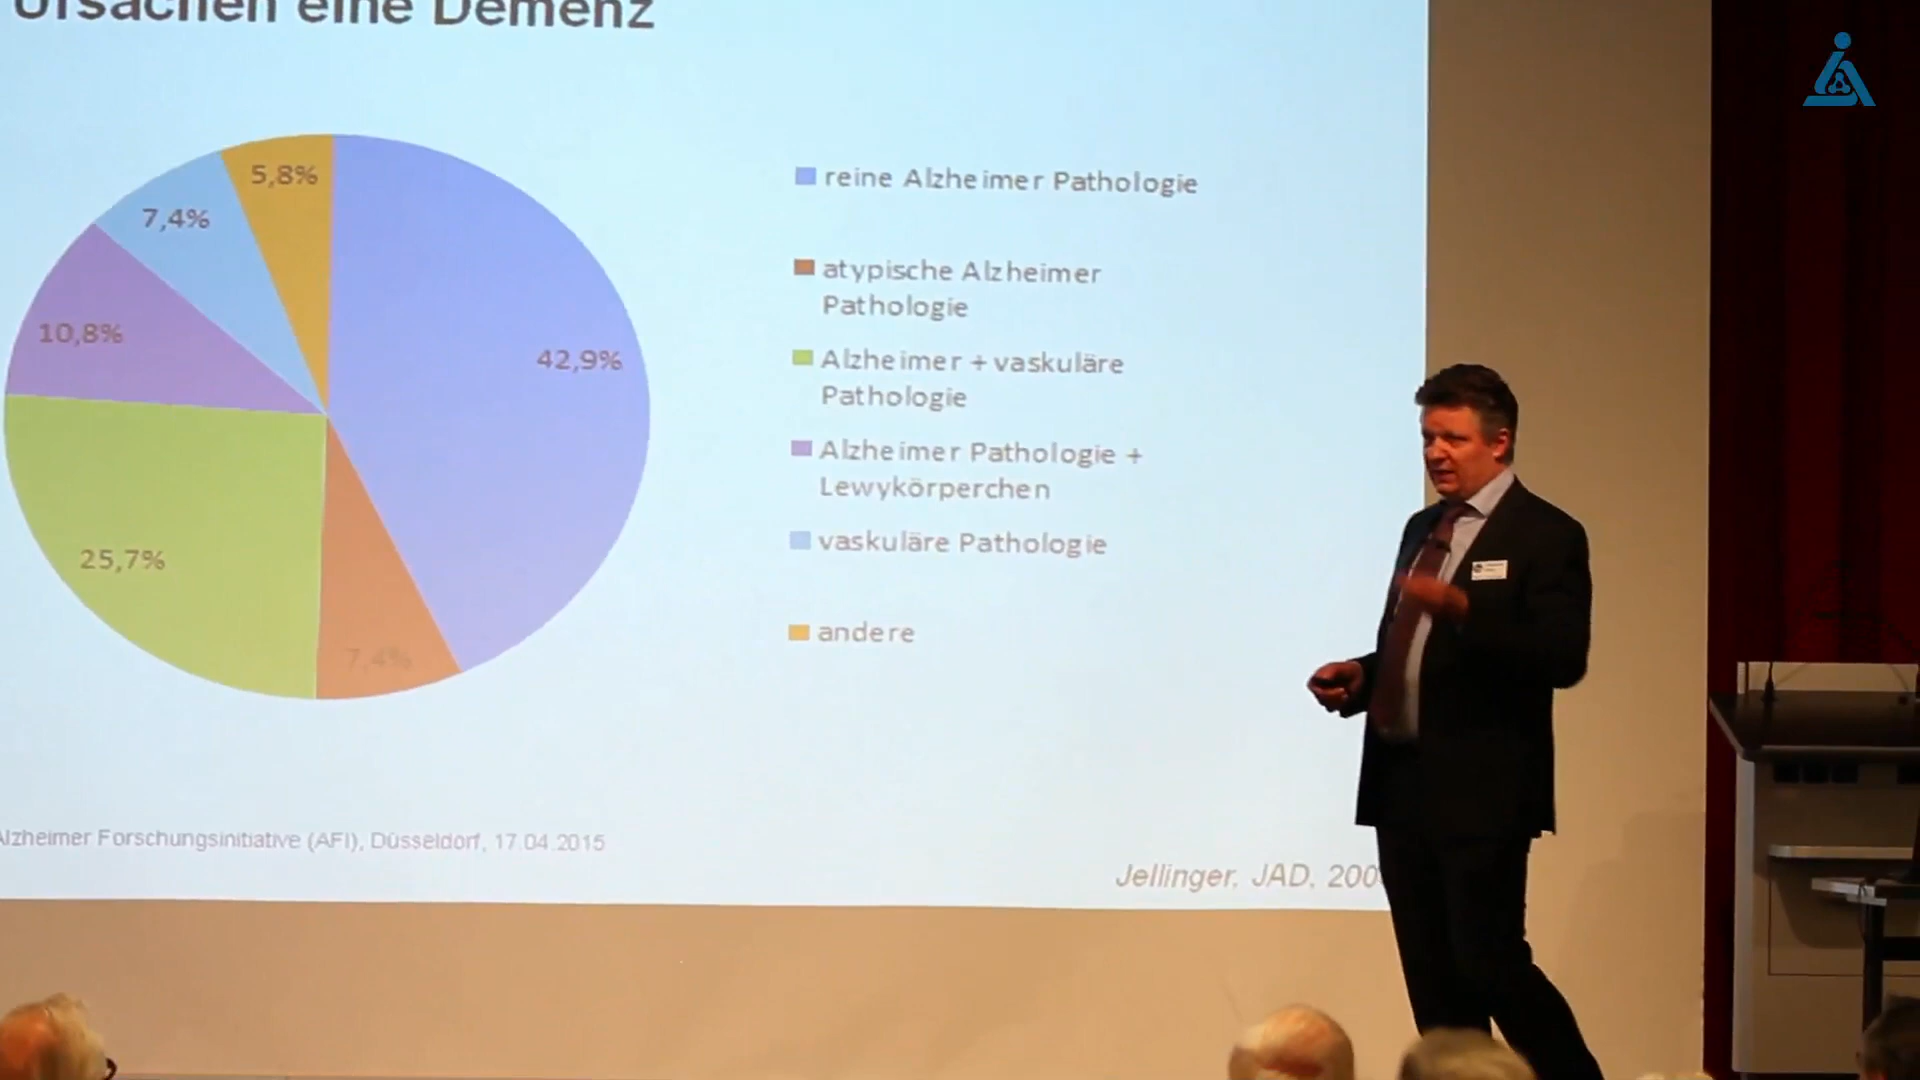 Ursachen eine Demenz
5,8%
7,4%
10,8%
42,9%
25,7%
7,4%
reine Alzheimer Pathologie
atypische Alzheimer
Pathologie
Alzheimer + vaskuläre
Pathologie
Alzheimer Pathologie +
Lewykörperchen
vaskuläre Pathologie
andere
Alzheimer Forschungsinitiative (AFI), Düsseldorf, 17.04.2015
Jellinger, JAD, 200